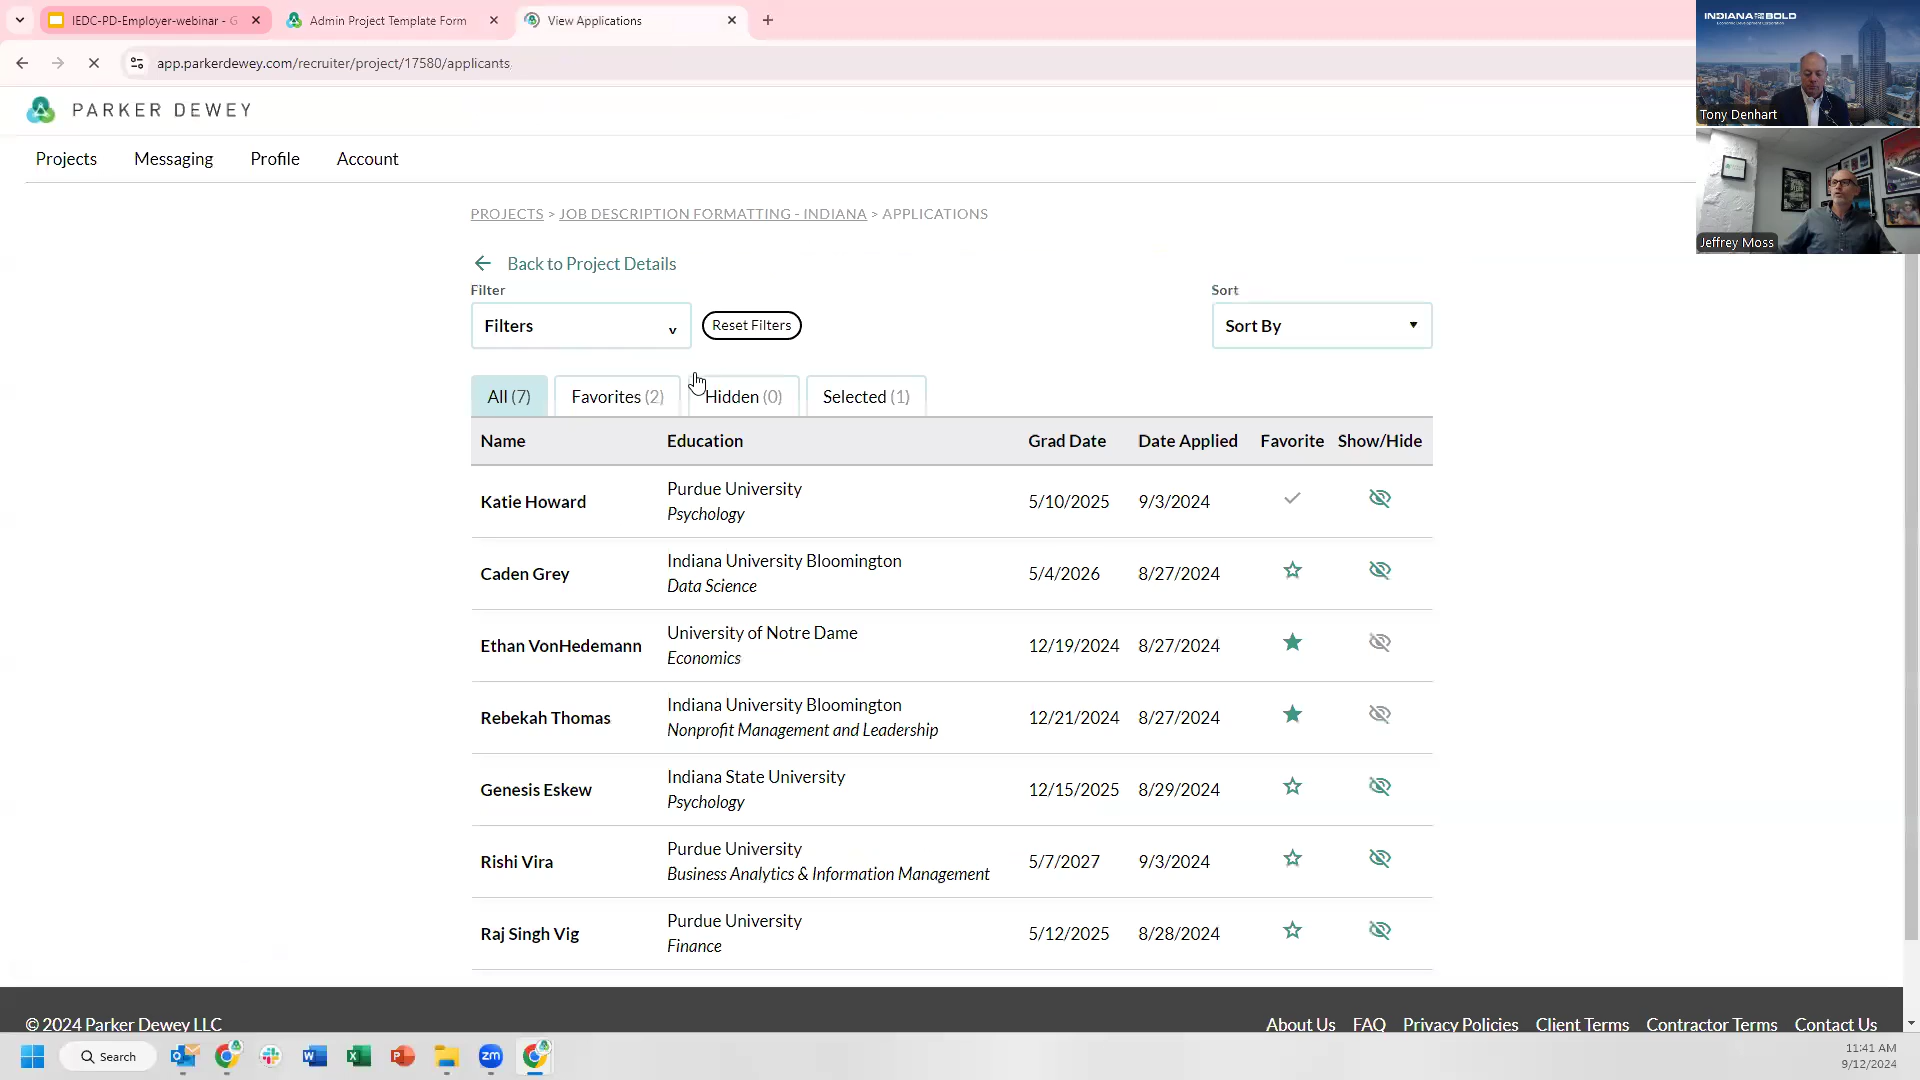 IEDC-PD-Employer-webinar - G
Admin Project Template Form
View Applications
app.parkerdewey.com/recruiter/project/17580/applicants
INDIANA BOLD
Tony Denhart
Jeffrey Moss
PARKER DEWEY
Projects Messaging Profile Account
PROJECTS > JOB DESCRIPTION FORMATTING - INDIANA > APPLICATIONS
Back to Project Details
Filter
Sort
Filters v
Reset Filters
Sort By
All (7) Favorites (2) Hidden (0) Selected (1)
Name Education Grad Date Date Applied Favorite Show/Hide
Katie Howard Purdue University 5/10/2025 9/3/2024
Psychology
Caden Grey Indiana University Bloomington 5/4/2026 8/27/2024
Data Science
Ethan VonHedemann University of Notre Dame 12/19/2024 8/27/2024
Economics
Rebekah Thomas Indiana University Bloomington 12/21/2024 8/27/2024
Nonprofit Management and Leadership
Genesis Eskew Indiana State University 12/15/2025 8/29/2024
Psychology
Rishi Vira Purdue University 5/7/2027 9/3/2024
Business Analytics & Information Management
Raj Singh Vig Purdue University 5/12/2025 8/28/2024
Finance
© 2024 Parker Dewey LLC
About Us FAQ Privacy Policies Client Terms Contractor Terms Contact Us
Search
zm
11:41 AM
9/12/2024